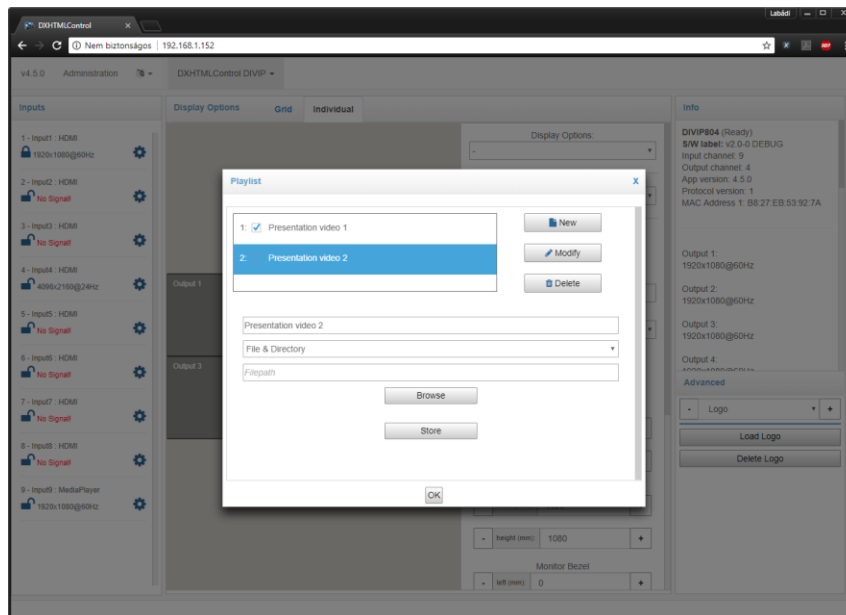 Labádi
DXHTMLControl
Nem biztonságos | 192.168.1.152
v4.5.0 Administration DXHTMLControl DIVIP
Inputs
1 - Input1 : HDMI
1920x1080@60Hz
2 - Input2 : HDMI
No Signal!
3 - Input3 : HDMI
No Signal!
4 - Input4 : HDMI
4096x2160@24Hz
5 - Input5 : HDMI
No Signal!
6 - Input6 : HDMI
No Signal!
7 - Input7 : HDMI
No Signal!
8 - Input8 : HDMI
No Signal!
9 - Input9 : MediaPlayer
1920x1080@60Hz
Display Options Grid Individual
Display Options:
-
Output 1
Output 3
Playlist X
1: Presentation video 1
2: Presentation video 2
New
Modify
Delete
Presentation video 2
File & Directory
Filepath
Browse
Store
OK
- height (mm): 1080 +
Monitor Bezel
- left (mm): 0 +
Info
DIVIP804 (Ready)
S/W label: v2.0-0 DEBUG
Input channel: 9
Output channel: 4
App version: 4.5.0
Protocol version: 1
MAC Address 1: B8:27:EB:53:92:7A
Output 1:
1920x1080@60Hz
Output 2:
1920x1080@60Hz
Output 3:
1920x1080@60Hz
Output 4:
1920x1080@60Hz
Advanced
- Logo +
Load Logo
Delete Logo